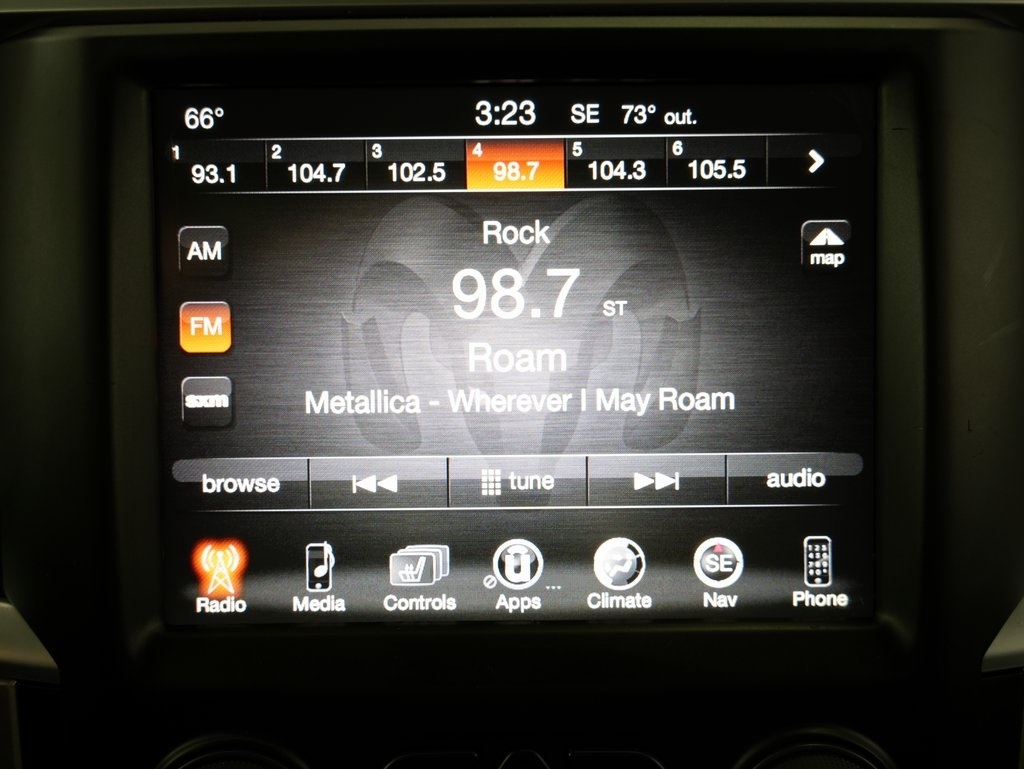 66° 3:23 SE 73° out.
1 93.1 2 104.7 3 102.5 4 98.7 5 104.3 6 105.5
AM
Rock
map
98.7 ST
FM
Roam
sxm
Metallica - Wherever I May Roam
browse tune audio
SE
Radio Media Controls Apps ... Climate Nav Phone